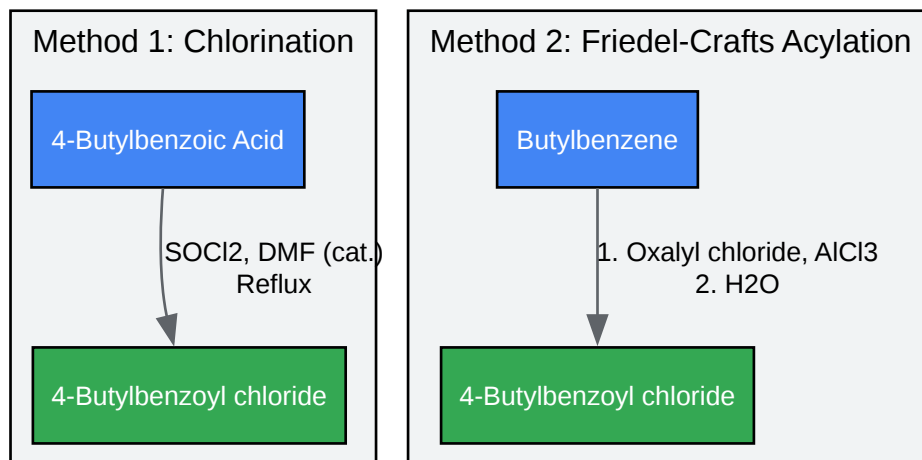 Method 1: Chlorination
4-Butylbenzoic Acid
SOCl2, DMF (cat.)
Reflux
4-Butylbenzoyl chloride
Method 2: Friedel-Crafts Acylation
Butylbenzene
1. Oxalyl chloride, AlCl3
2. H2O
4-Butylbenzoyl chloride